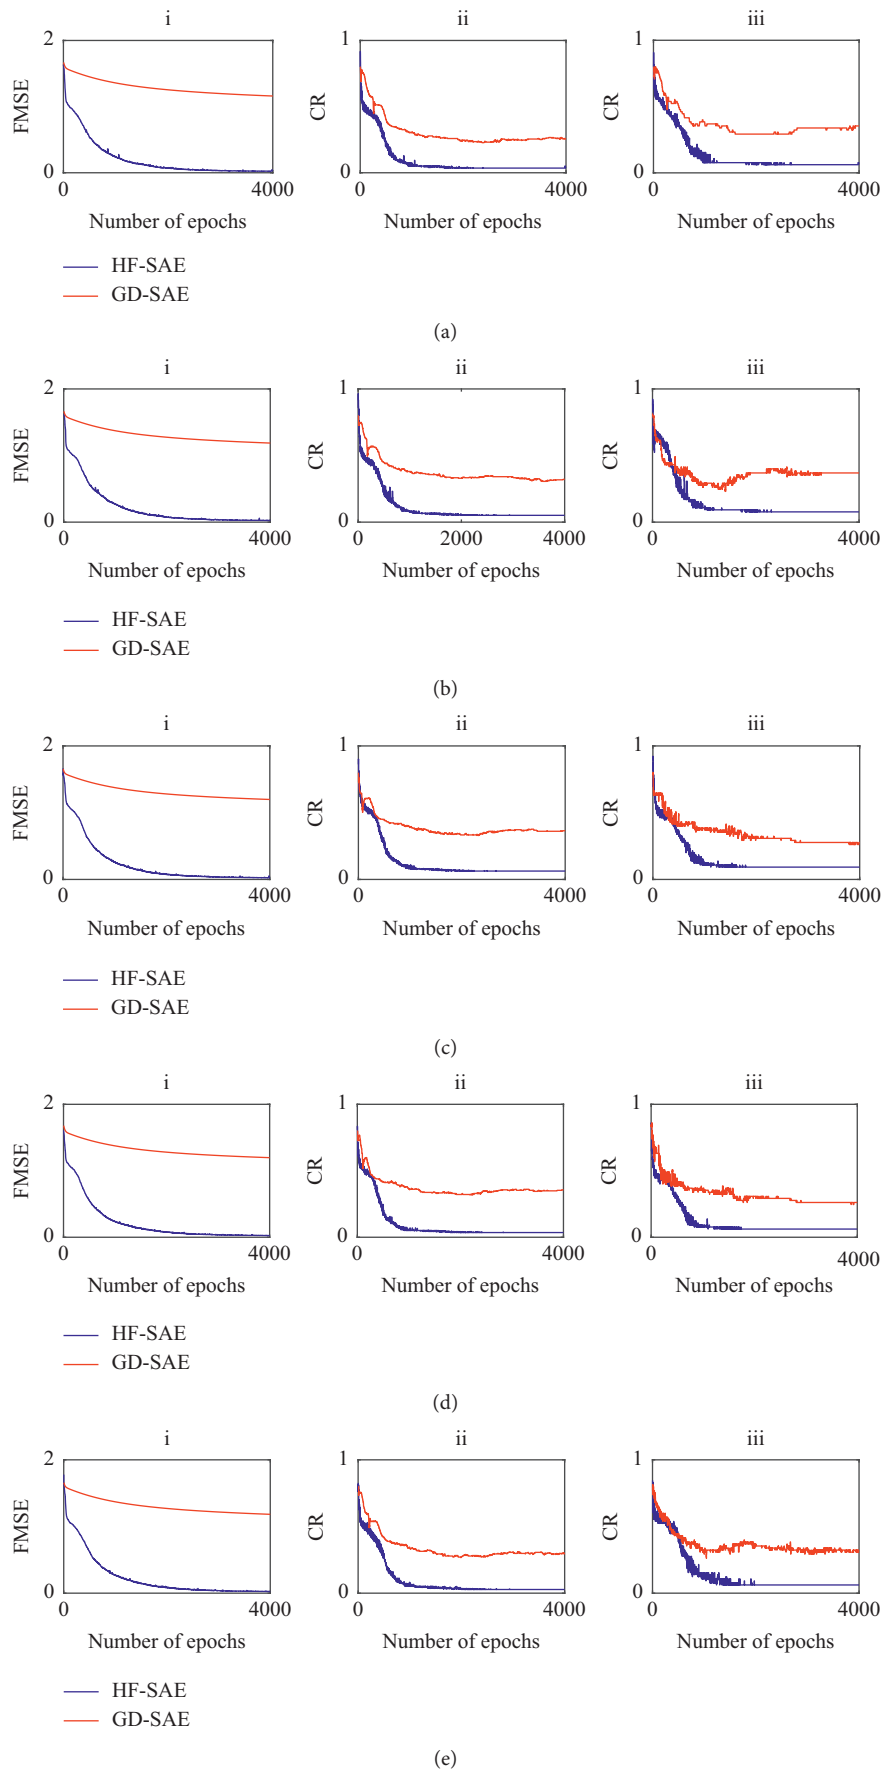 i
ii
iii
2
FMSE
0
0
4000
Number of epochs
1
CR
0
0
4000
Number of epochs
1
CR
0
0
4000
Number of epochs
HF-SAE
GD-SAE
(a)
i
ii
iii
2
FMSE
0
0
4000
Number of epochs
1
CR
0
0
2000
4000
Number of epochs
1
CR
0
0
4000
Number of epochs
HF-SAE
GD-SAE
(b)
i
ii
iii
2
FMSE
0
0
4000
Number of epochs
1
CR
0
0
4000
Number of epochs
1
CR
0
0
4000
Number of epochs
HF-SAE
GD-SAE
(c)
i
ii
iii
2
FMSE
0
0
4000
Number of epochs
1
CR
0
0
4000
Number of epochs
1
CR
0
0
4000
Number of epochs
HF-SAE
GD-SAE
(d)
i
ii
iii
2
FMSE
0
0
4000
Number of epochs
1
CR
0
0
4000
Number of epochs
1
CR
0
0
4000
Number of epochs
HF-SAE
GD-SAE
(e)